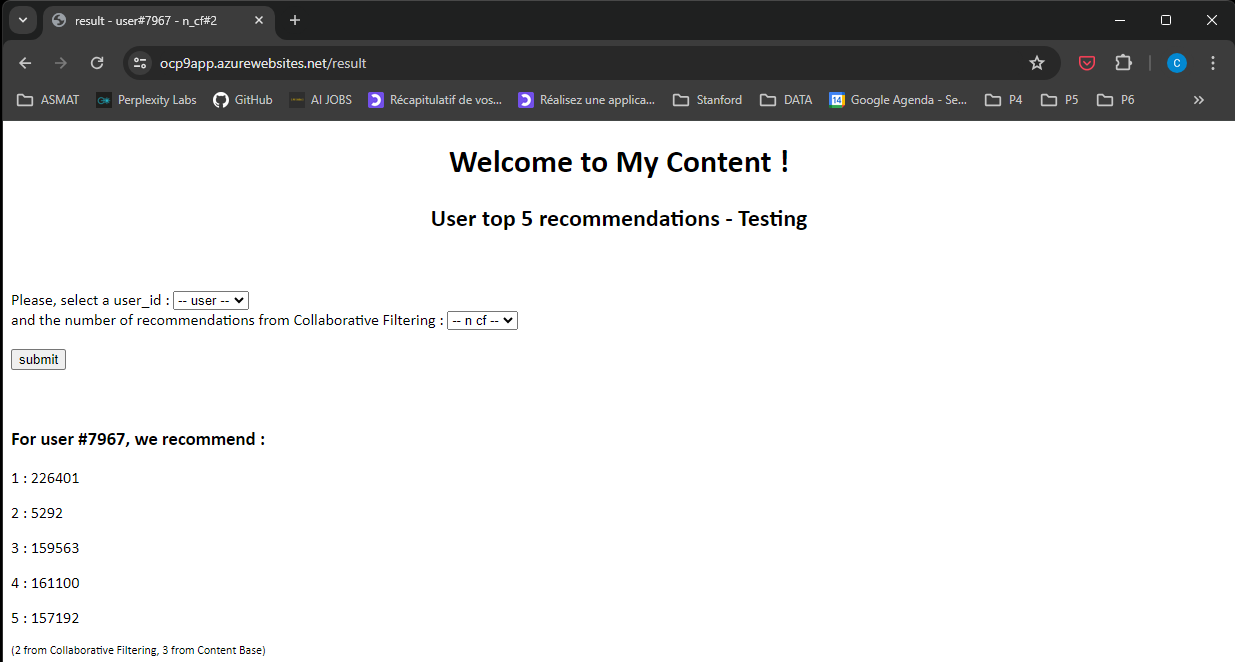 result - user#7967 - n_cf#2
ocp9app.azurewebsites.net/result
C
ASMAT Perplexity Labs GitHub AI JOBS Récapitulatif de vos... Réalisez une applica... Stanford DATA 14 Google Agenda - Se... P4 P5 P6
Welcome to My Content !
User top 5 recommendations - Testing
Please, select a user_id : -- user --
and the number of recommendations from Collaborative Filtering : -- n cf --
submit
For user #7967, we recommend :
1 : 226401
2 : 5292
3 : 159563
4 : 161100
5 : 157192
(2 from Collaborative Filtering, 3 from Content Base)